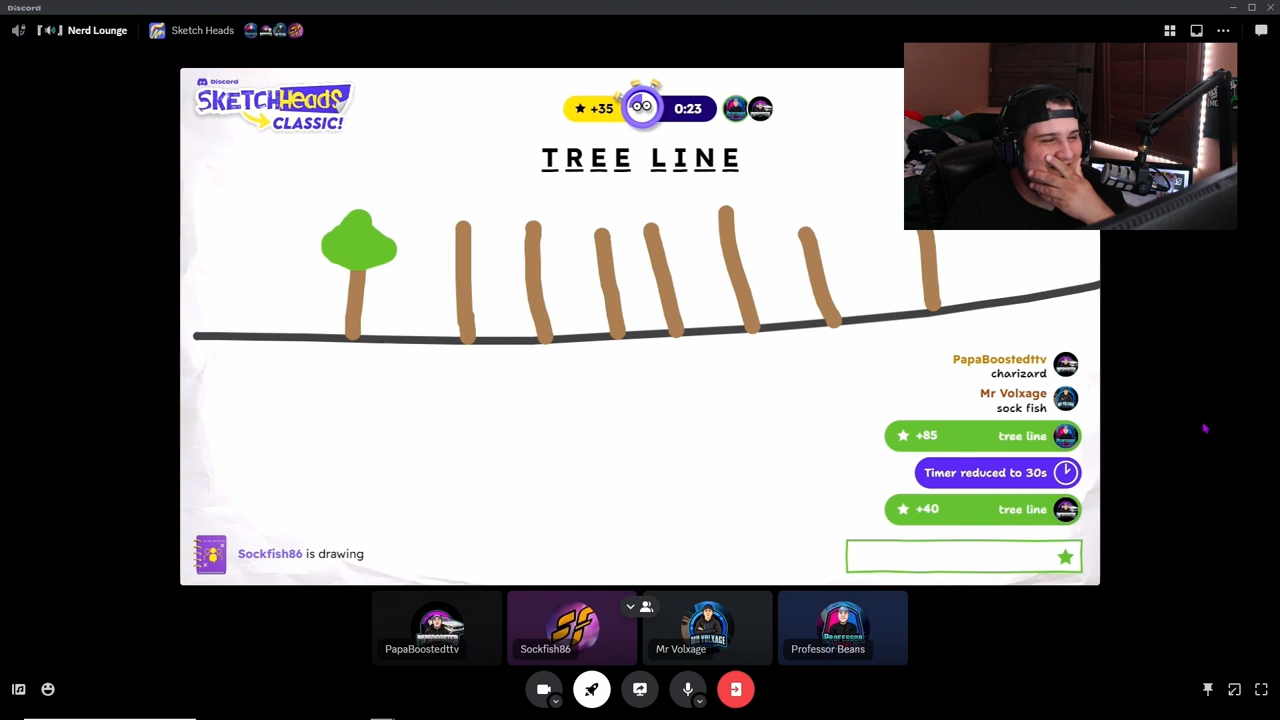 Discord
Nerd Lounge
Sketch Heads
Discord
SKETCHHeadS
CLASSIC!
+35
0:23
TREE LINE
PapaBoostedttv
charizard
Mr Volxage
sock fish
+85 tree line
Timer reduced to 30s
+40 tree line
Sockfish86 is drawing
PapaBoostedttv
Sockfish86
Mr Volxage
Professor Beans